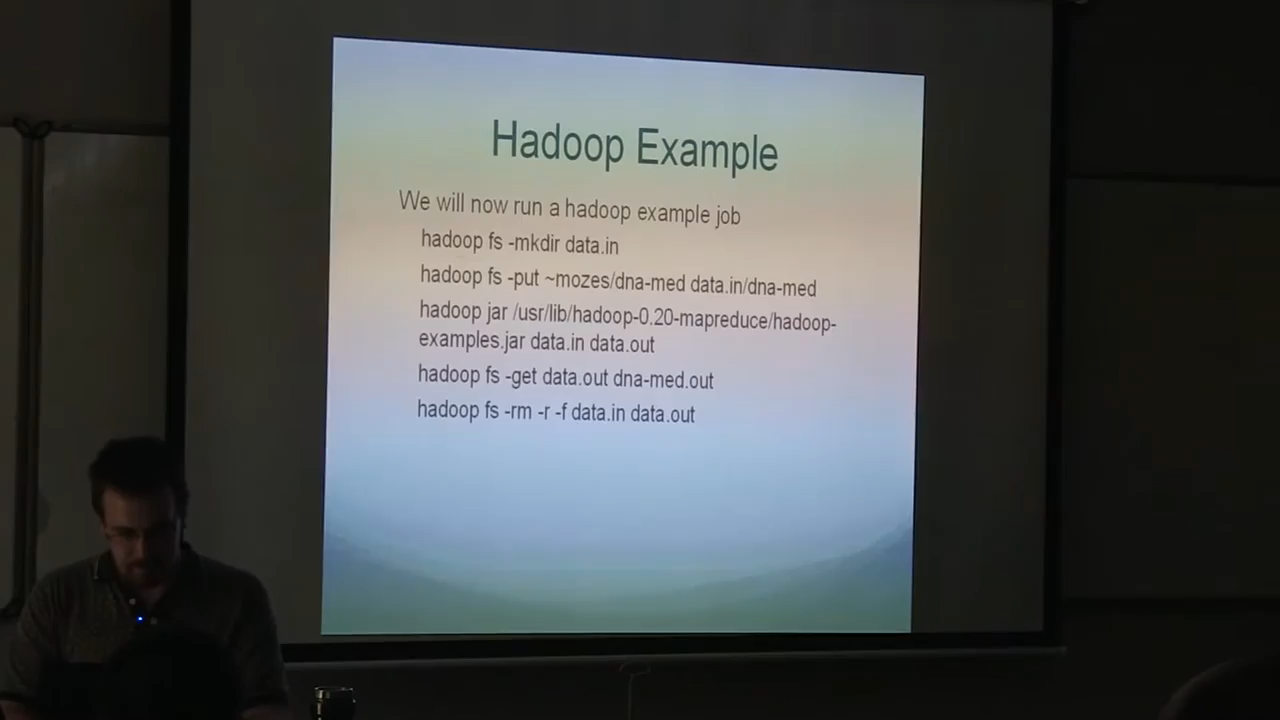 Hadoop Example
We will now run a hadoop example job
hadoop fs -mkdir data.in
hadoop fs -put ~mozes/dna-med data.in/dna-med
hadoop jar /usr/lib/hadoop-0.20-mapreduce/hadoop-
examples.jar data.in data.out
hadoop fs -get data.out dna-med.out
hadoop fs -rm -r -f data.in data.out